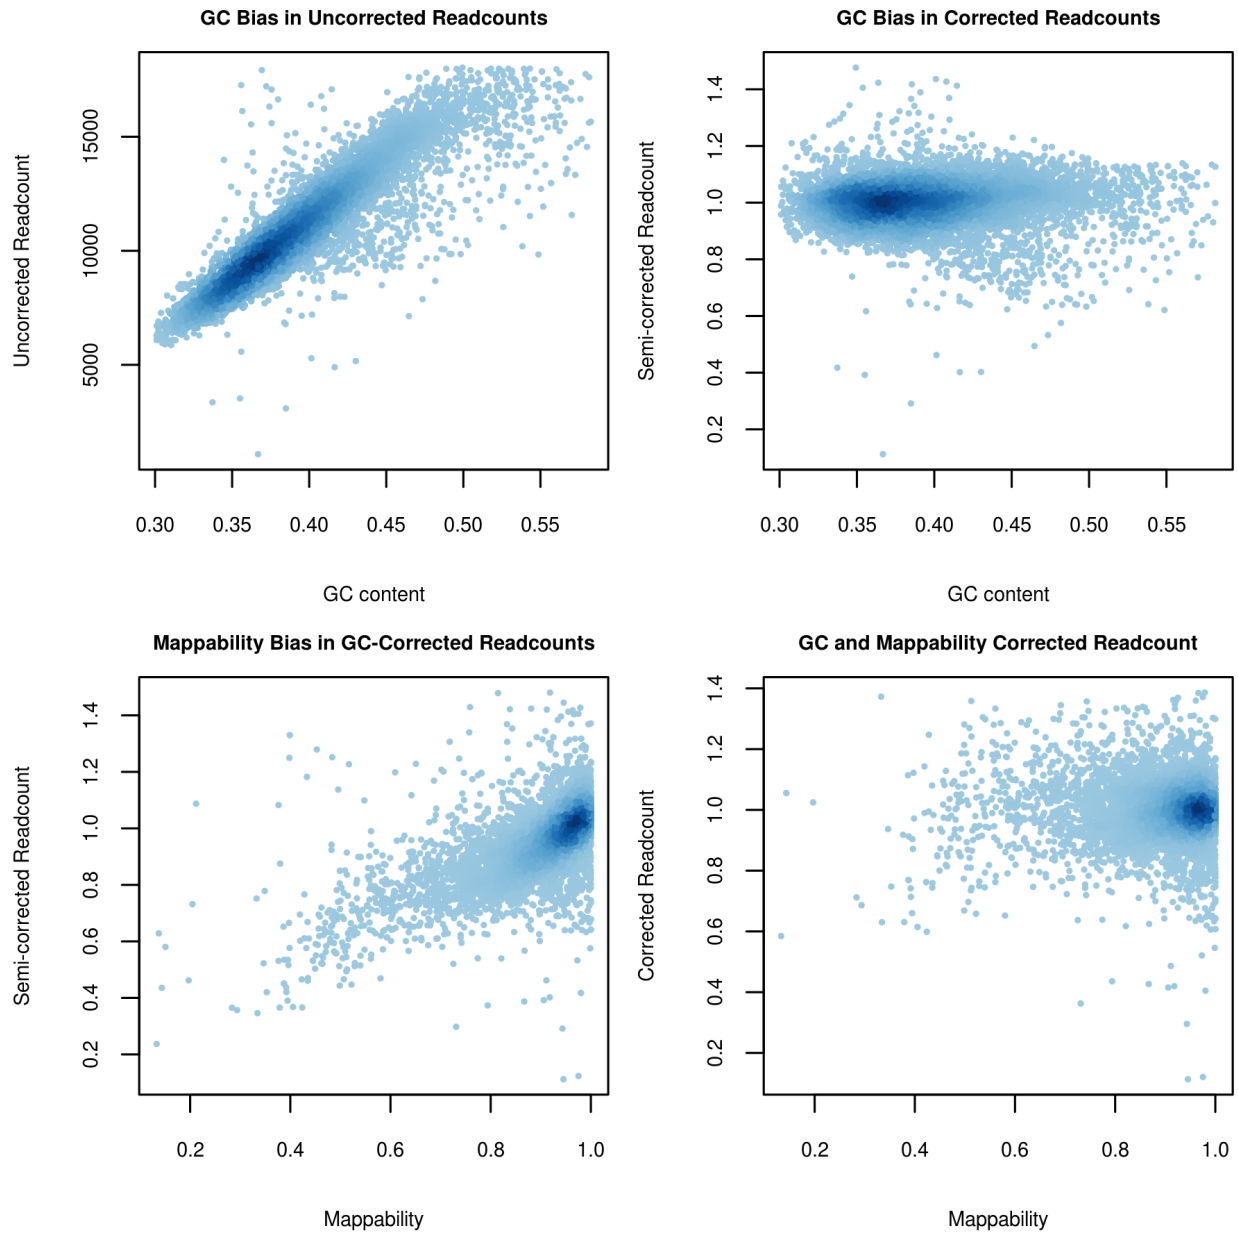 GC Bias in Uncorrected Readcounts
Uncorrected Readcount
15000
10000
5000
0.30 0.35 0.40 0.45 0.50 0.55
GC content
GC Bias in Corrected Readcounts
Semi-corrected Readcount
1.4
1.2
1.0
0.8
0.6
0.4
0.2
0.30 0.35 0.40 0.45 0.50 0.55
GC content
Mappability Bias in GC-Corrected Readcounts
Semi-corrected Readcount
1.4
1.2
1.0
0.8
0.6
0.4
0.2
0.2 0.4 0.6 0.8 1.0
Mappability
GC and Mappability Corrected Readcount
Corrected Readcount
1.4
1.2
1.0
0.8
0.6
0.4
0.2
0.2 0.4 0.6 0.8 1.0
Mappability